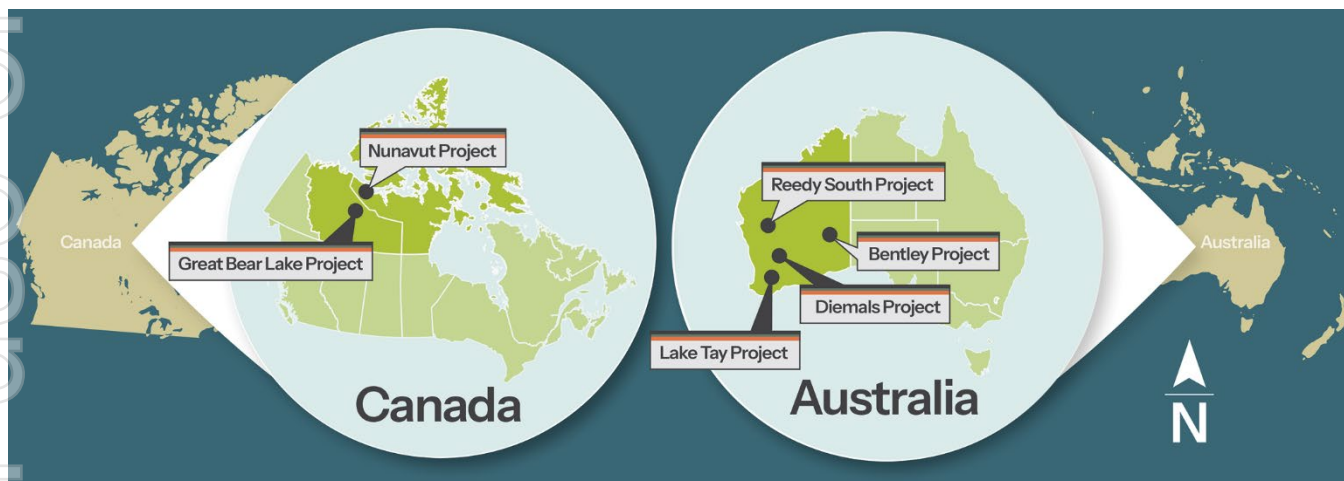 Canada
Nunavut Project
Great Bear Lake Project
Canada
Reedy South Project
Bentley Project
Diemals Project
Lake Tay Project
Australia
Australia
N